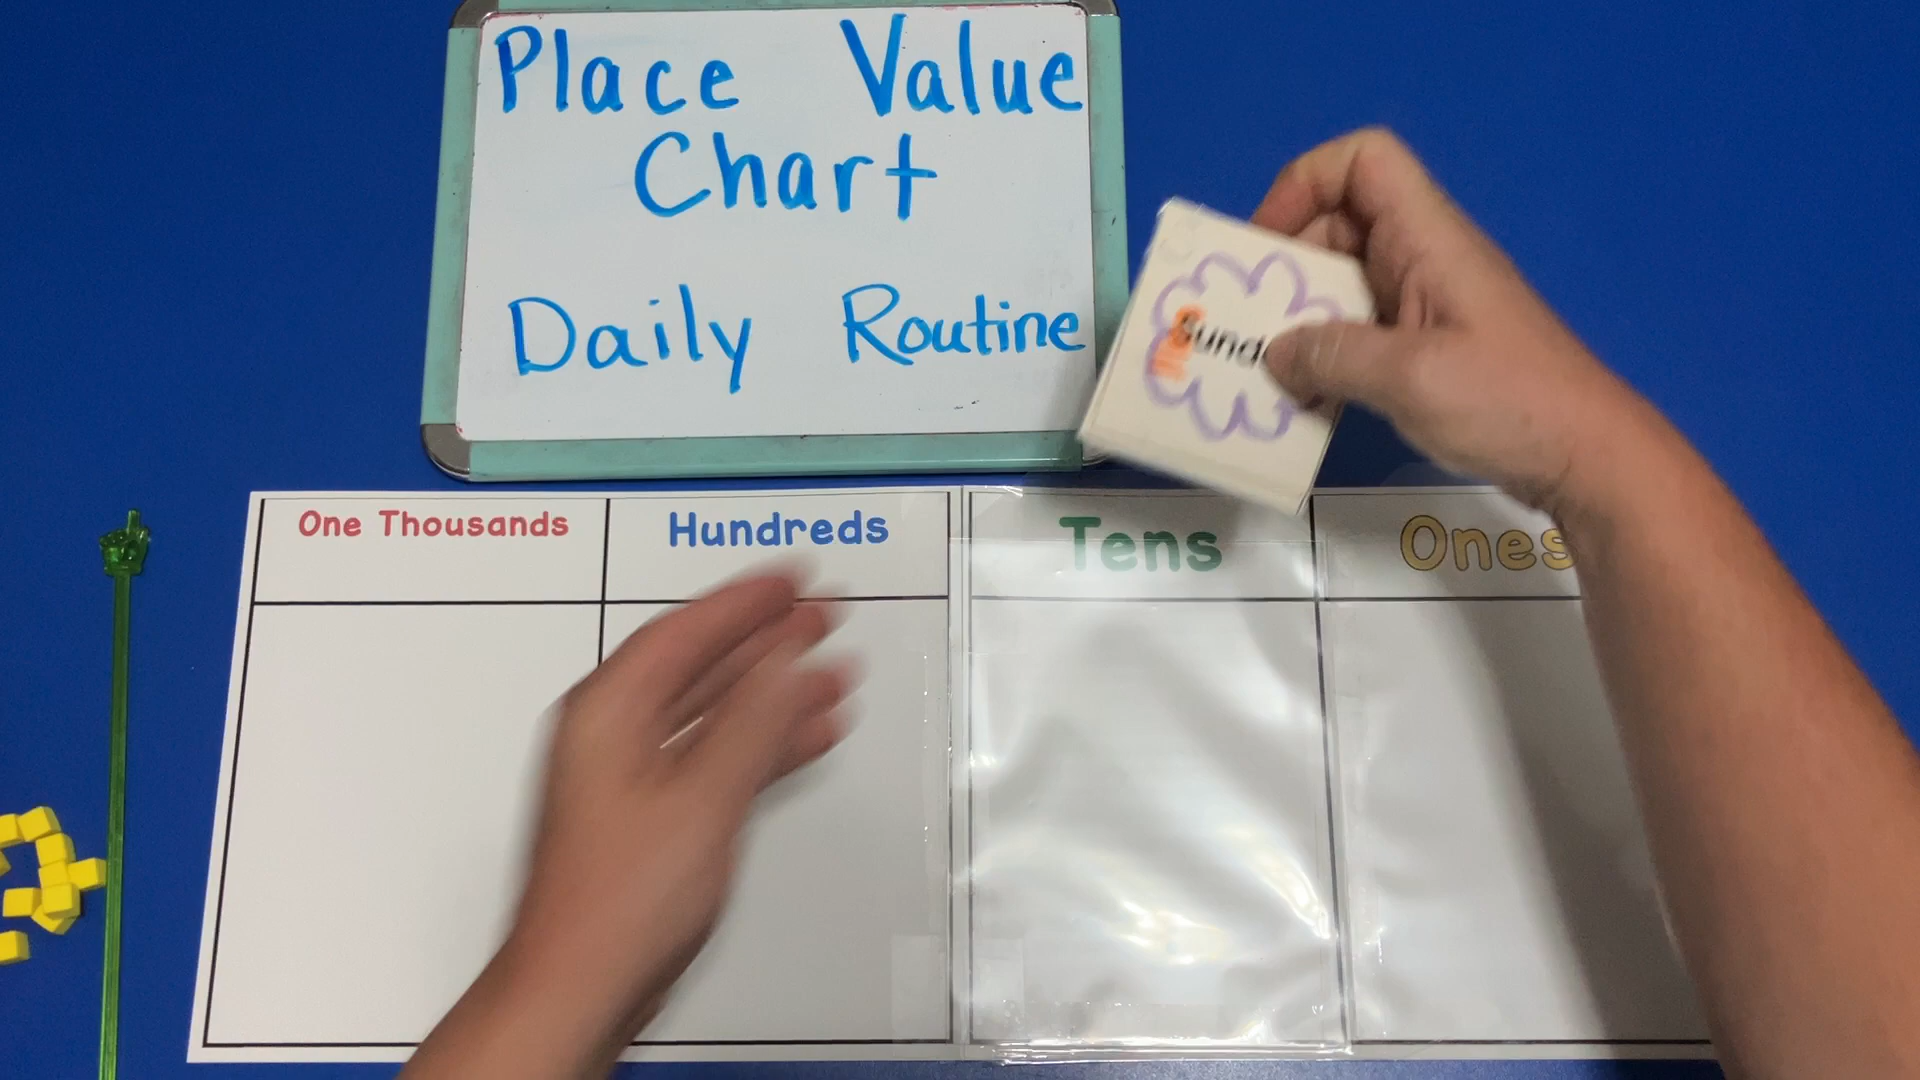 Place Value
Chart
Daily Routine
One Thousands
Hundreds
Tens
Ones